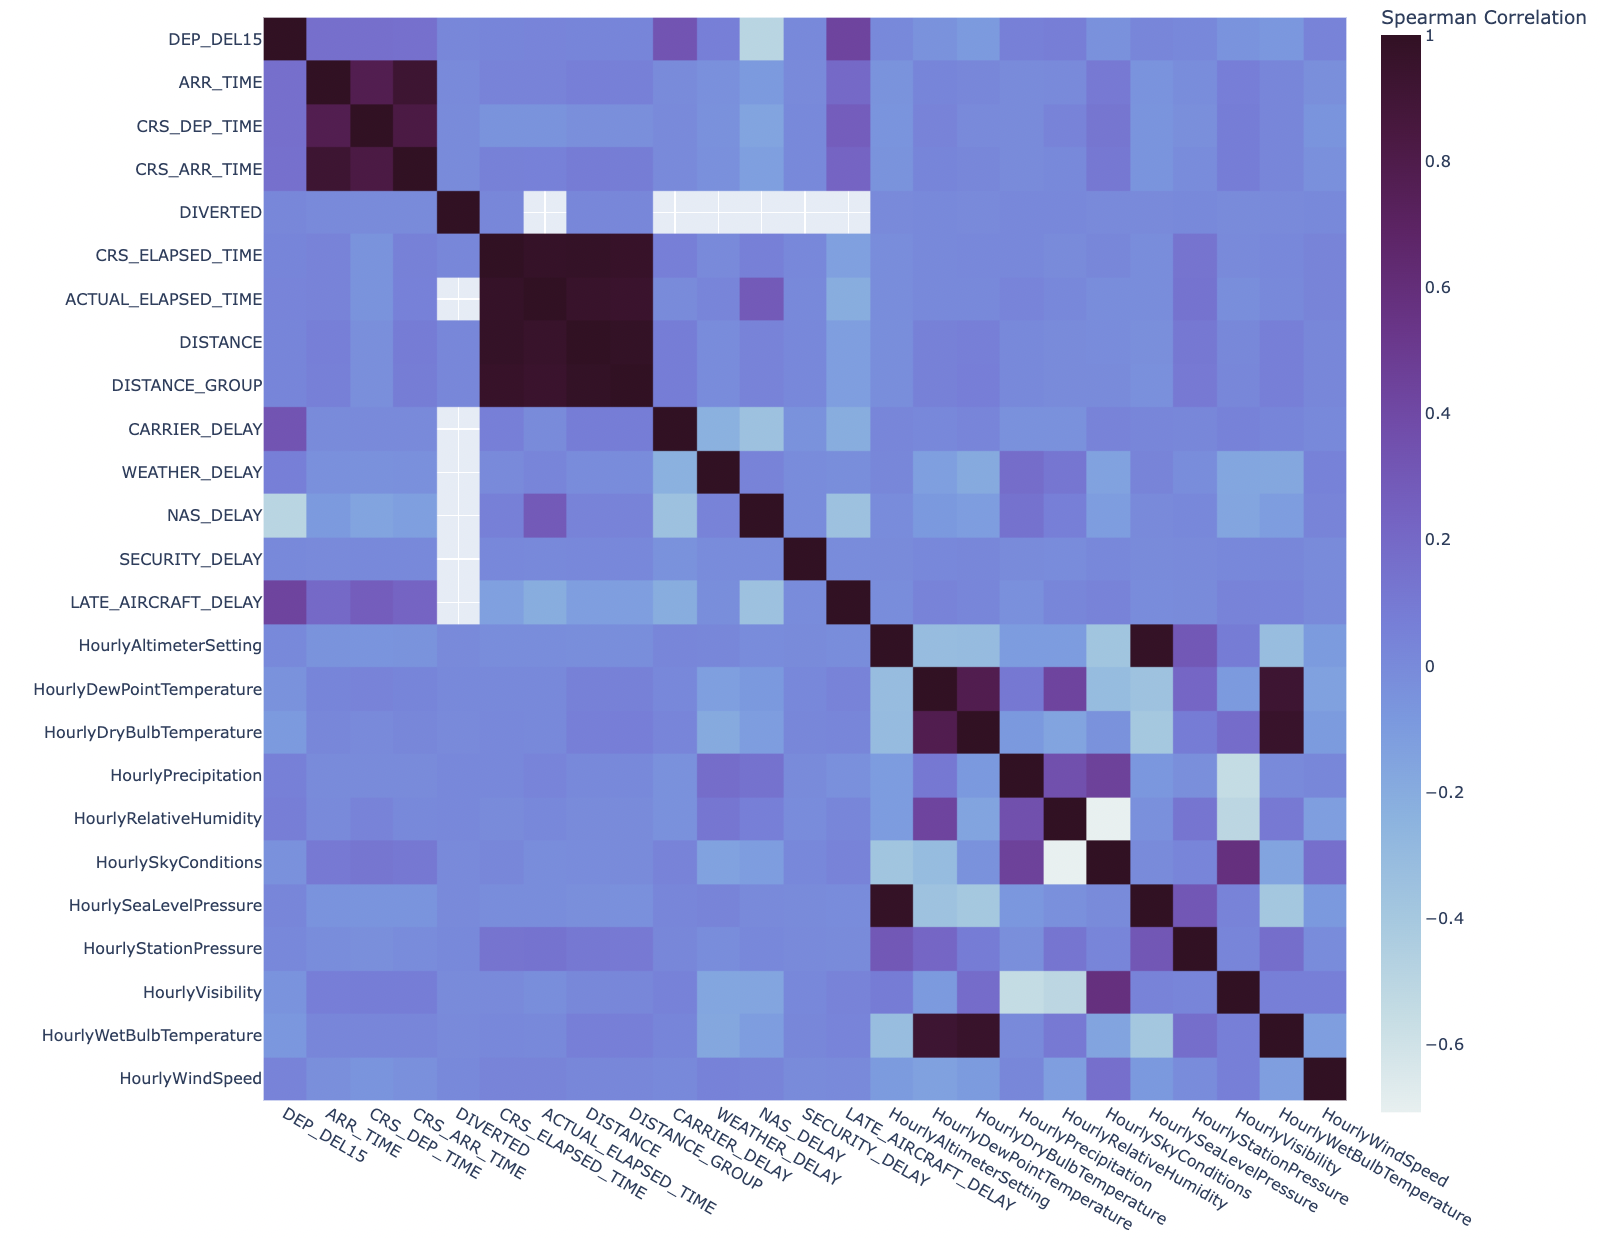 Spearman Correlation
DEP_DEL15
ARR_TIME
CRS_DEP_TIME
CRS_ARR_TIME
DIVERTED
CRS_ELAPSED_TIME
ACTUAL_ELAPSED_TIME
DISTANCE
DISTANCE_GROUP
CARRIER_DELAY
WEATHER_DELAY
NAS_DELAY
SECURITY_DELAY
LATE_AIRCRAFT_DELAY
HourlyAltimeterSetting
HourlyDewPointTemperature
HourlyDryBulbTemperature
HourlyPrecipitation
HourlyRelativeHumidity
HourlySkyConditions
HourlySeaLevelPressure
HourlyStationPressure
HourlyVisibility
HourlyWetBulbTemperature
HourlyWindSpeed
1
0.8
0.6
0.4
0.2
0
−0.2
−0.4
−0.6
DEP_DEL15
ARR_TIME
CRS_DEP_TIME
CRS_ARR_TIME
DIVERTED
CRS_ELAPSED_TIME
ACTUAL_ELAPSED_TIME
DISTANCE
DISTANCE_GROUP
CARRIER_DELAY
WEATHER_DELAY
NAS_DELAY
SECURITY_DELAY
LATE_AIRCRAFT_DELAY
HourlyAltimeterSetting
HourlyDewPointTemperature
HourlyDryBulbTemperature
HourlyPrecipitation
HourlyRelativeHumidity
HourlySkyConditions
HourlySeaLevelPressure
HourlyStationPressure
HourlyVisibility
HourlyWetBulbTemperature
HourlyWindSpeed